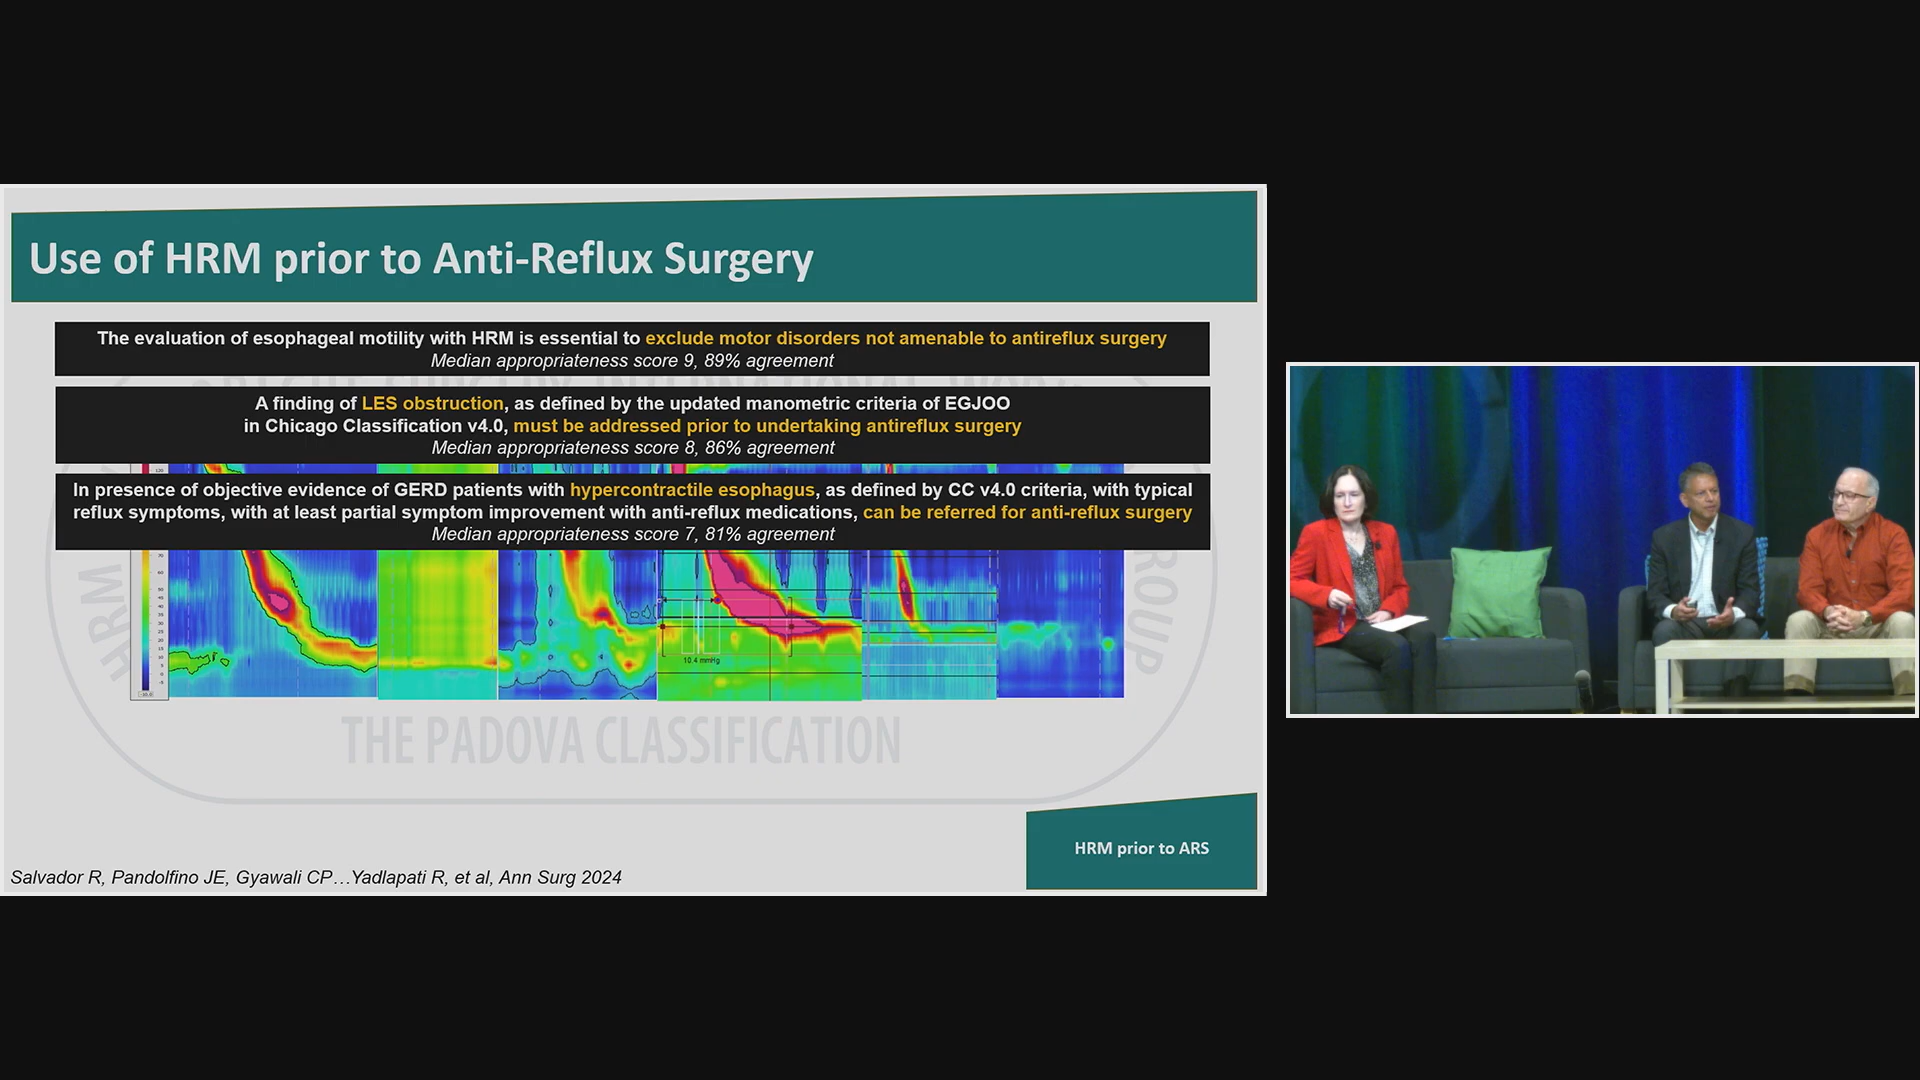 Use of HRM prior to Anti-Reflux Surgery
The evaluation of esophageal motility with HRM is essential to exclude motor disorders not amenable to antireflux surgery
Median appropriateness score 9, 89% agreement
A finding of LES obstruction, as defined by the updated manometric criteria of EGJOO
in Chicago Classification v4.0, must be addressed prior to undertaking antireflux surgery
Median appropriateness score 8, 86% agreement
In presence of objective evidence of GERD patients with hypercontractile esophagus, as defined by CC v4.0 criteria, with typical
reflux symptoms, with at least partial symptom improvement with anti-reflux medications, can be referred for anti-reflux surgery
Median appropriateness score 7, 81% agreement
10.4 mmHg
HRM
THE PADOVA CLASSIFICATION
HRM prior to ARS
Salvador R, Pandolfino JE, Gyawali CP…Yadlapati R, et al, Ann Surg 2024